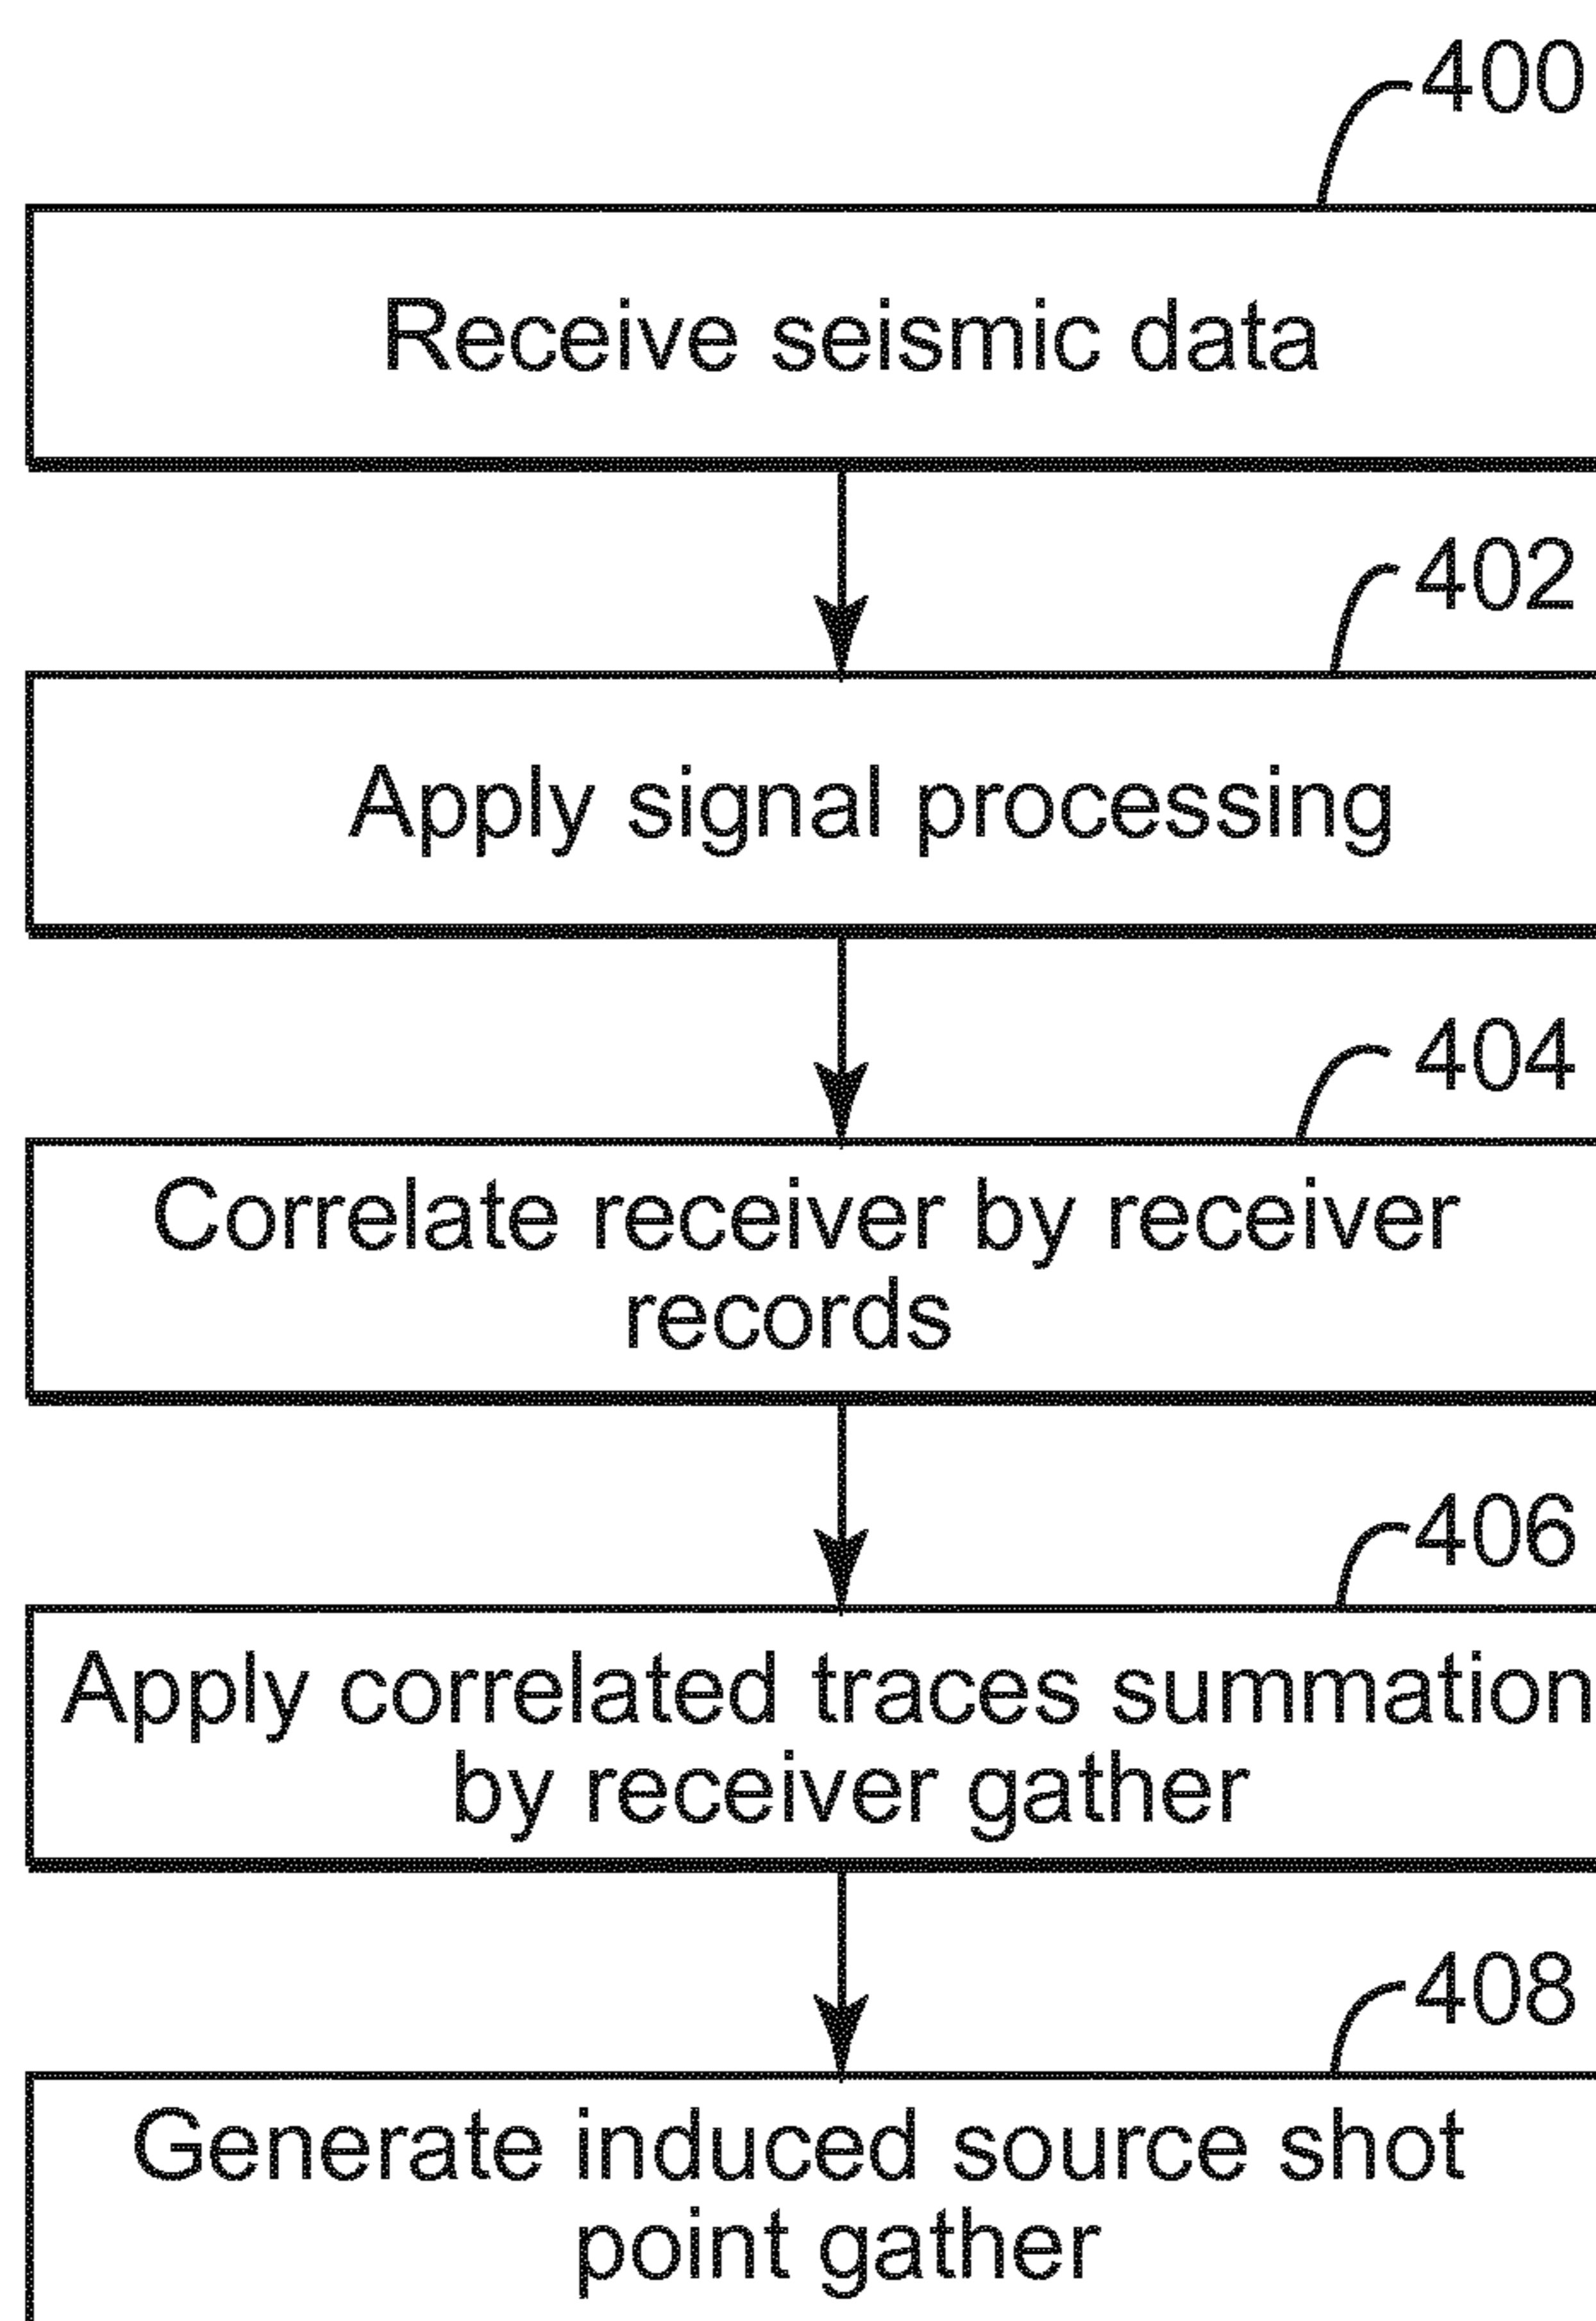 400
Receive seismic data
402
Apply signal processing
404
Correlate receiver by receiver
records
406
Apply correlated traces summation
by receiver gather
408
Generate induced source shot
point gather